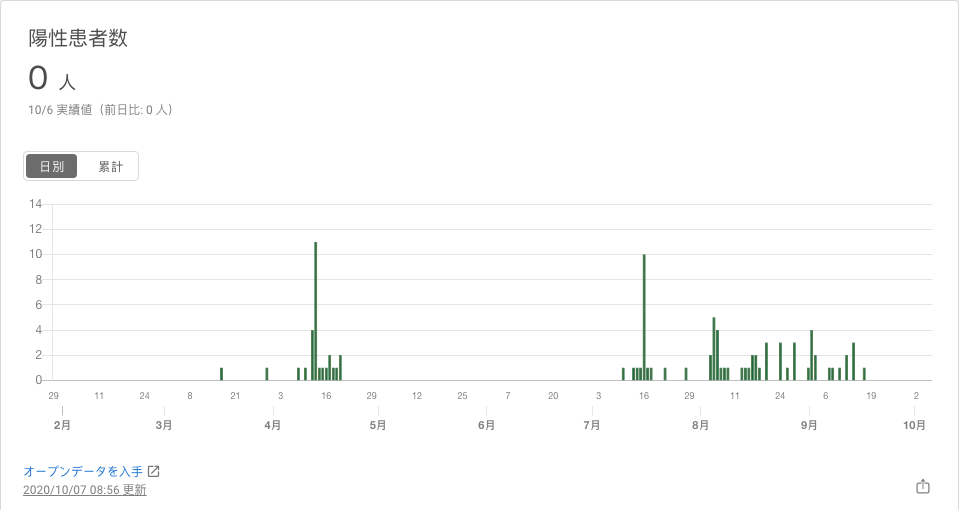 陽性患者数
0 人
10/6 実績値（前日比: 0 人）
日別 累計
14
12
10
8
6
4
2
0
29 11 24 8 21 3 16 29 12 25 7 20 3 16 29 11 24 6 19 2
2月 3月 4月 5月 6月 7月 8月 9月 10月
オープンデータを入手
2020/10/07 08:56 更新